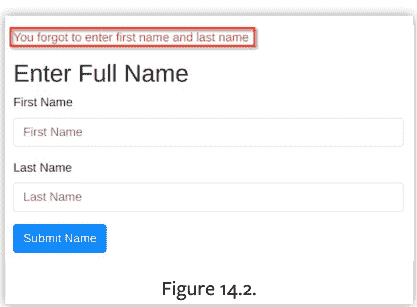 You forgot to enter first name and last name
Enter Full Name
First Name
First Name
Last Name
Last Name
Submit Name
Figure 14.2.